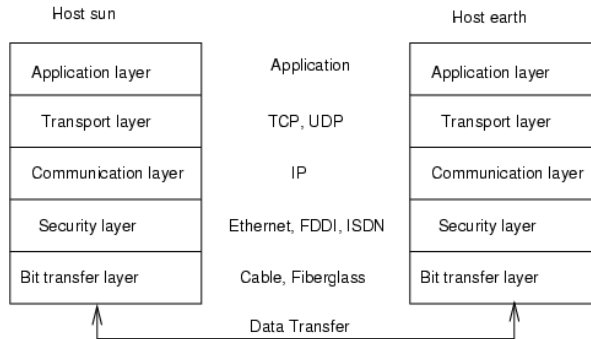 Host sun
Host earth
Application layer
Application
Application layer
Transport layer
TCP, UDP
Transport layer
Communication layer
IP
Communication layer
Security layer
Ethernet, FDDI, ISDN
Security layer
Bit transfer layer
Cable, Fiberglass
Bit transfer layer
Data Transfer